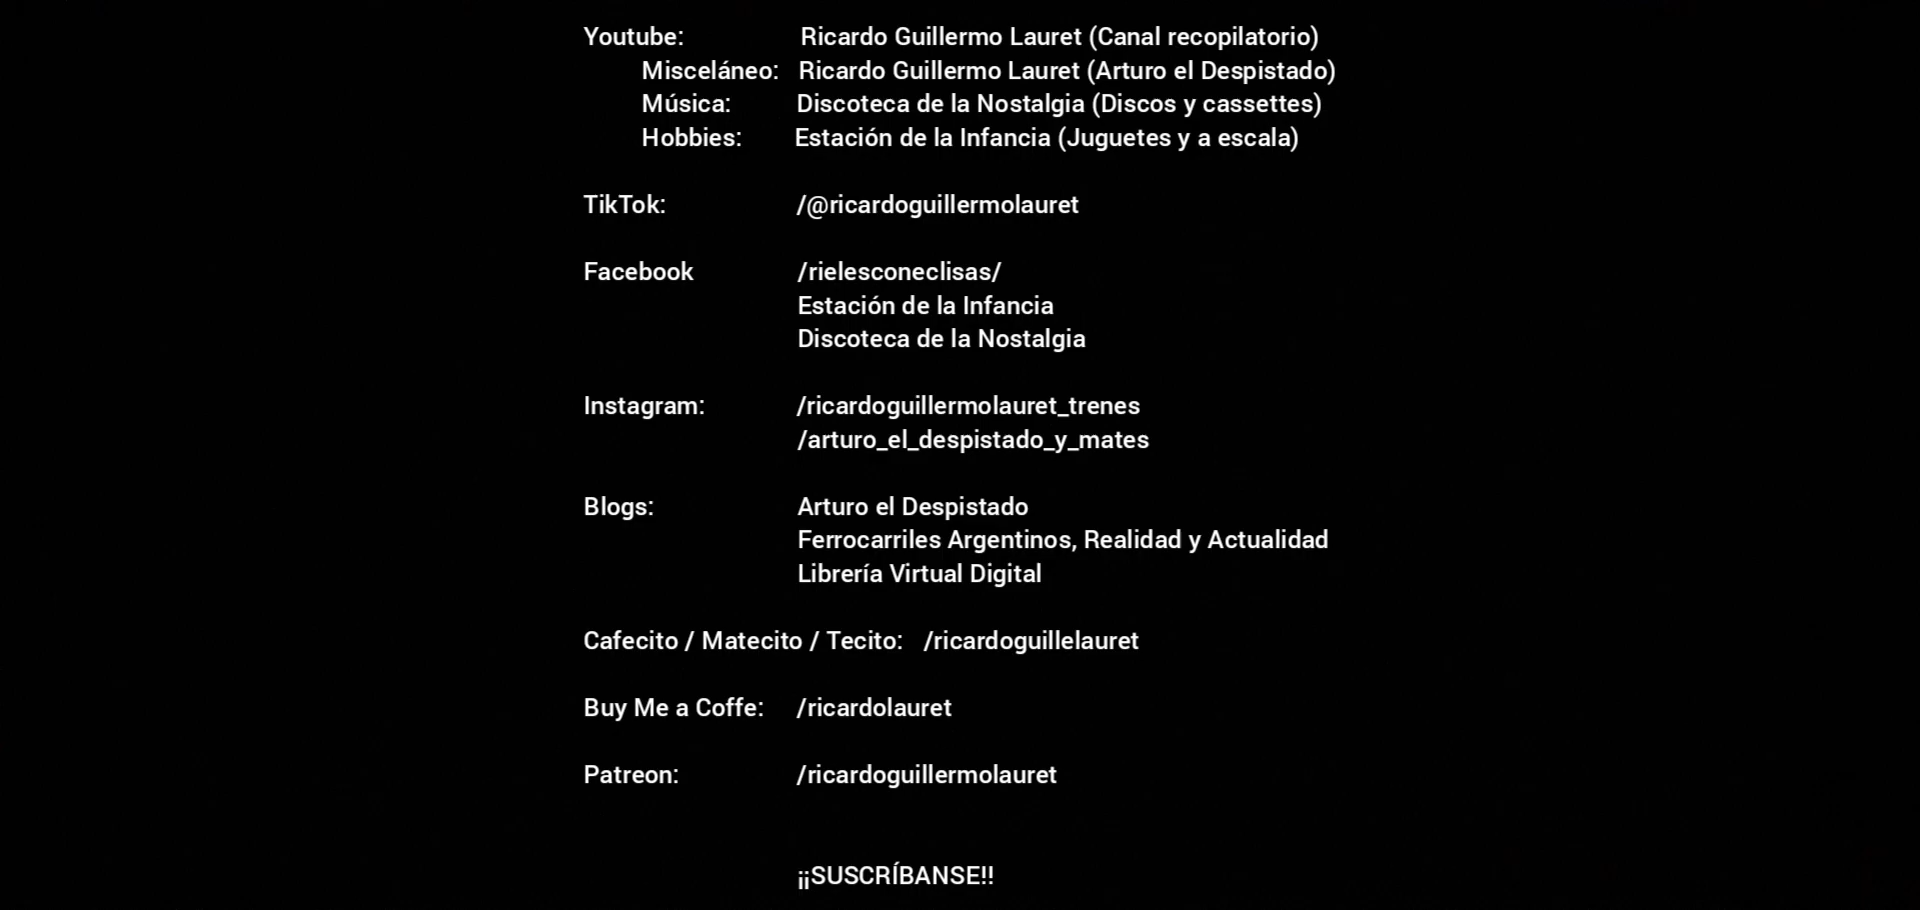 Youtube: Ricardo Guillermo Lauret (Canal recopilatorio)
Misceláneo: Ricardo Guillermo Lauret (Arturo el Despistado)
Música: Discoteca de la Nostalgia (Discos y cassettes)
Hobbies: Estación de la Infancia (Juguetes y a escala)
TikTok: /@ricardoguillermolauret
Facebook /rielesconeclisas/
Estación de la Infancia
Discoteca de la Nostalgia
Instagram: /ricardoguillermolauret_trenes
/arturo_el_despistado_y_mates
Blogs: Arturo el Despistado
Ferrocarriles Argentinos, Realidad y Actualidad
Librería Virtual Digital
Cafecito / Matecito / Tecito: /ricardoguillelauret
Buy Me a Coffe: /ricardolauret
Patreon: /ricardoguillermolauret
¡¡SUSCRÍBANSE!!